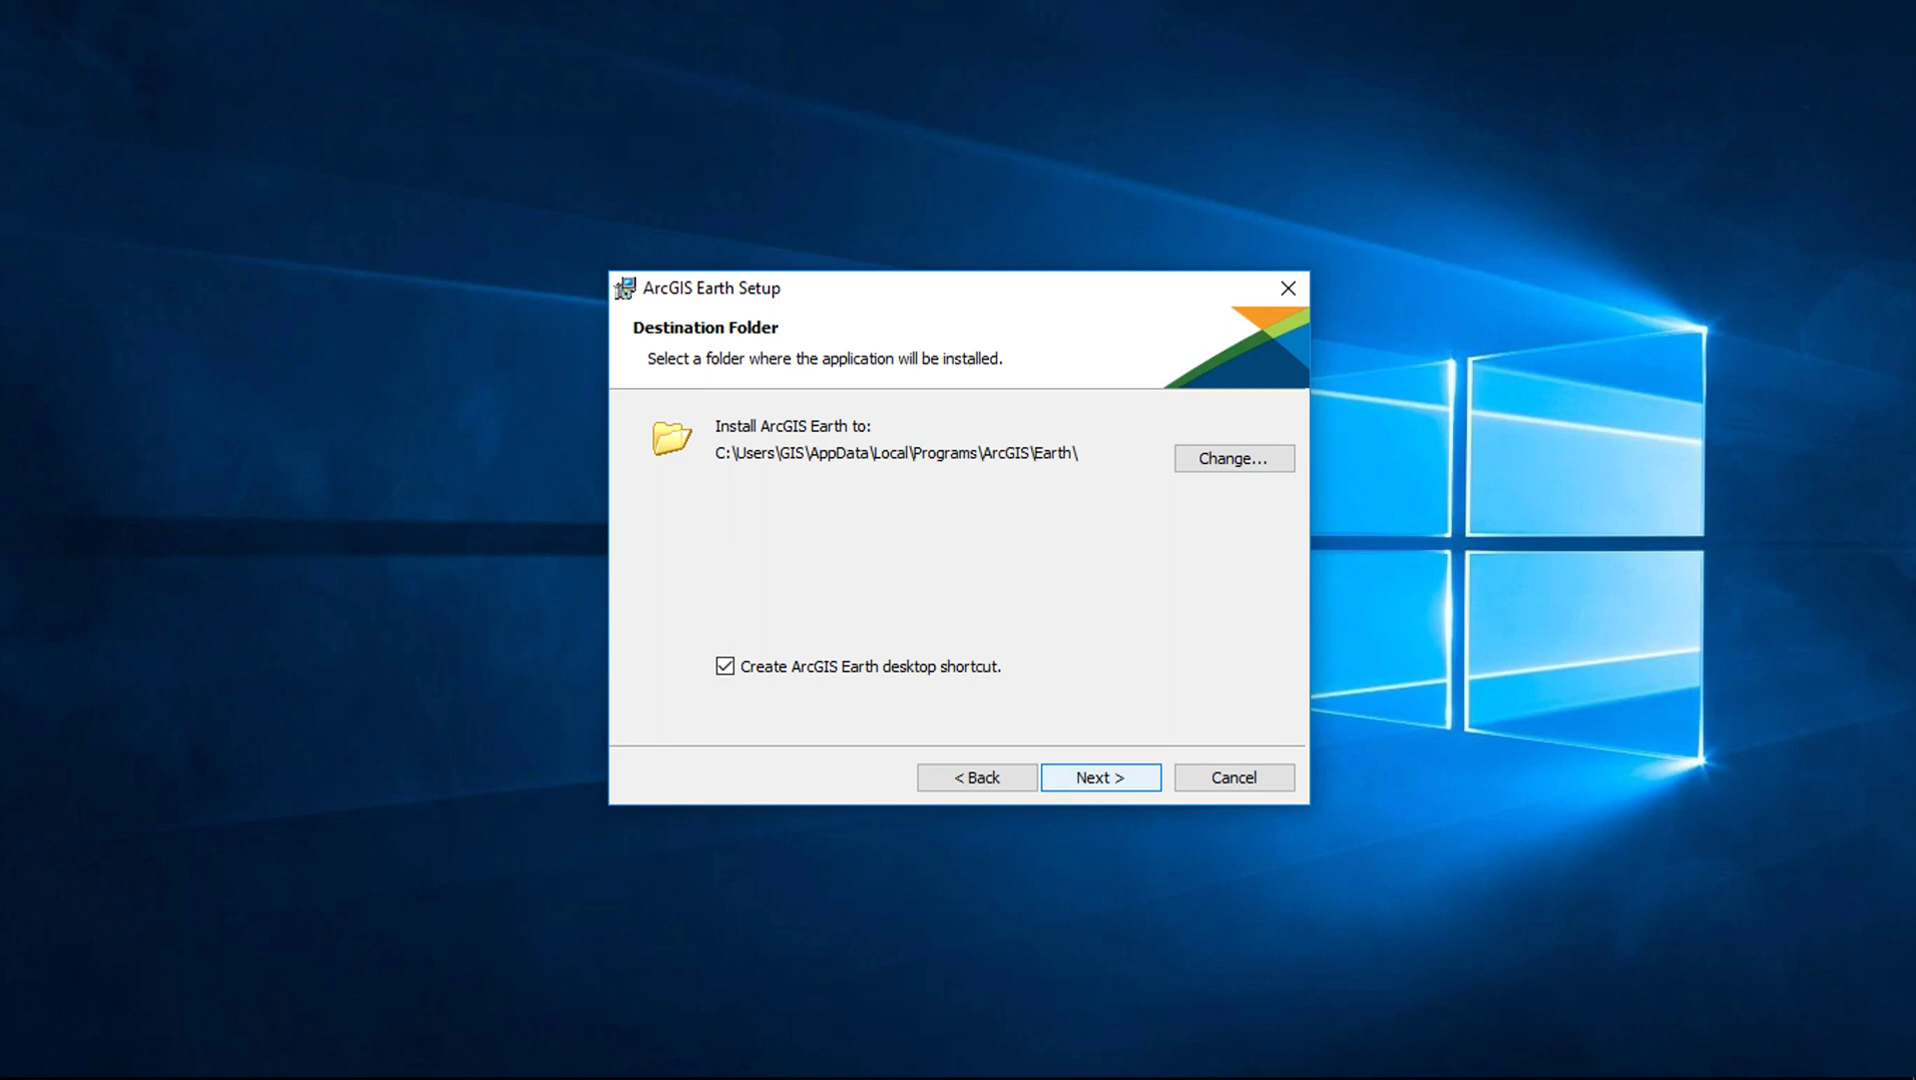 ArcGIS Earth Setup
Destination Folder
Select a folder where the application will be installed.
Install ArcGIS Earth to:
C:\Users\GIS\AppData\Local\Programs\ArcGIS\Earth\
Change...
Create ArcGIS Earth desktop shortcut.
< Back
Next >
Cancel